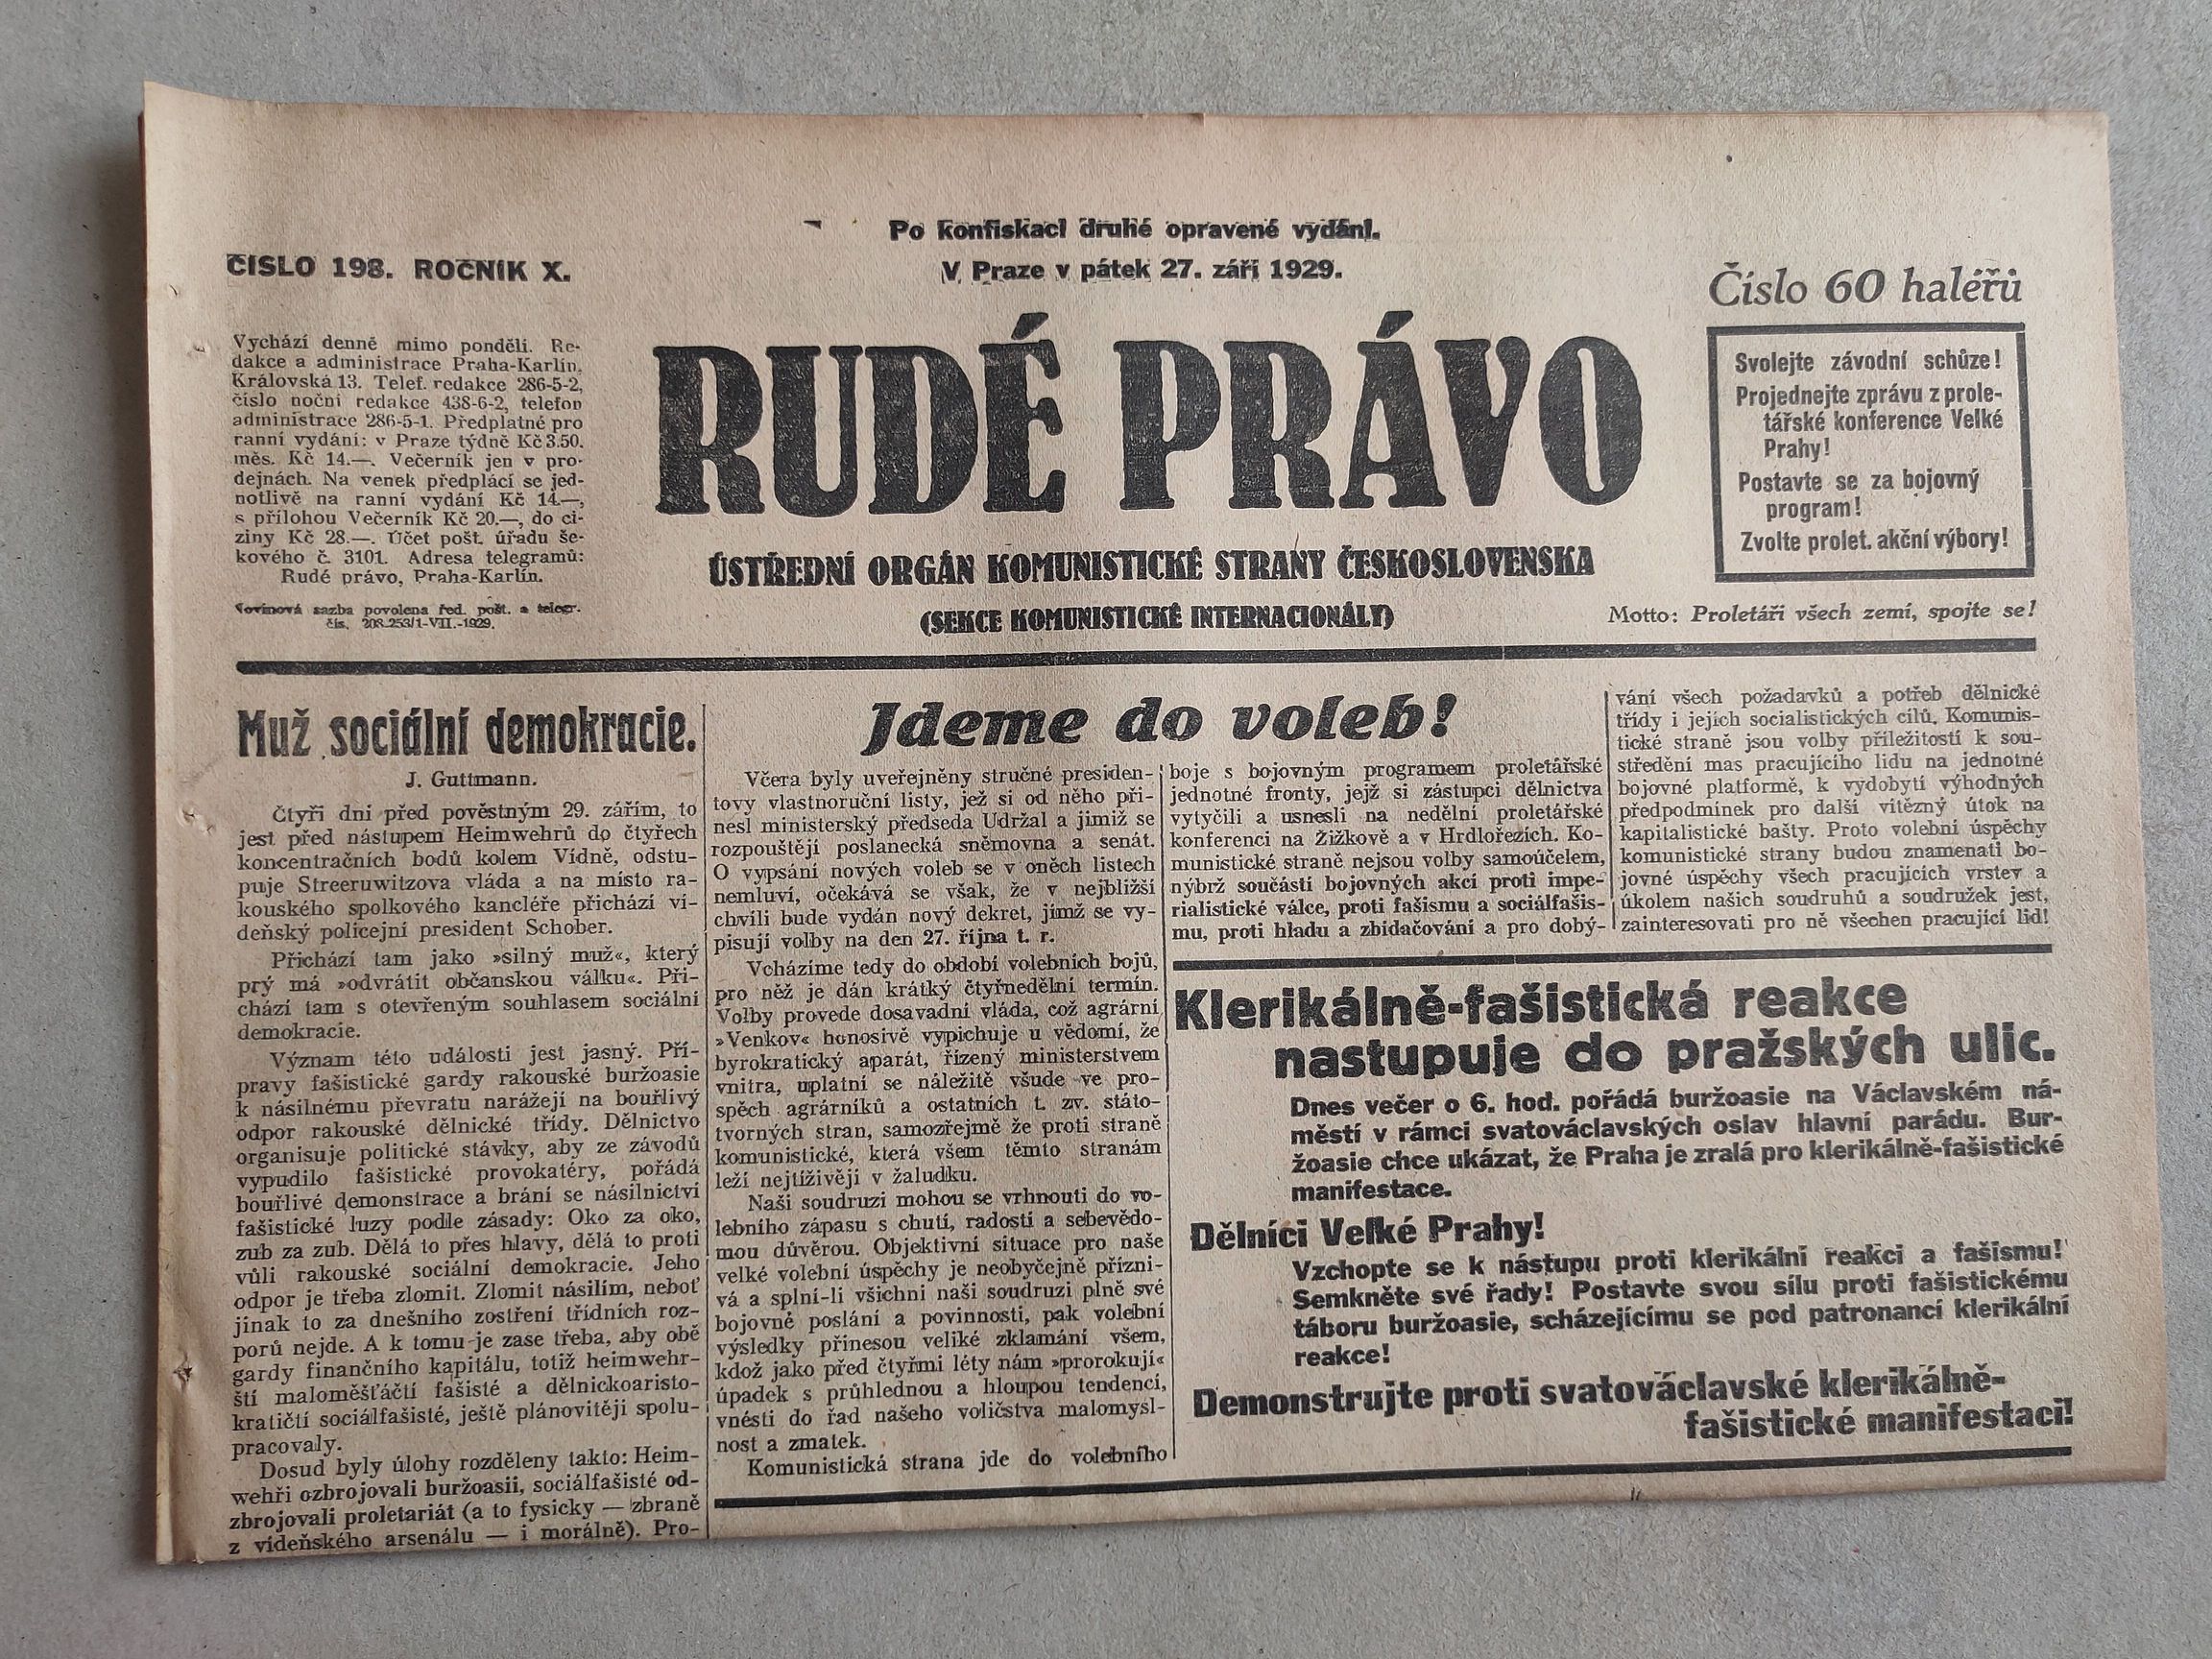 Po konfiskaci druhé opravené vydání.
ČÍSLO 198. ROČNÍK X.
V Praze v pátek 27. září 1929.
Číslo 60 haléřů
Vychází denně mimo pondělí. Re-
dakce a administrace Praha-Karlín,
Královská 13. Telef. redakce 286-5-2,
číslo noční redakce 438-6-2, telefon
administrace 286-5-1. Předplatné pro
ranní vydání: v Praze týdně Kč 3.50.
měs. Kč 14.—. Večerník jen v pro-
dejnách. Na venek předplácí se jed-
notlivě na ranní vydání Kč 14.—,
s přílohou Večerník Kč 20.—, do ci-
ziny Kč 28.—. Účet pošt. úřadu še-
kového č. 3101. Adresa telegramů:
Rudé právo, Praha-Karlín.
Novinová sazba povolena řed. pošt. a telegr.
čís. 208.253/1-VII.-1929.
RUDÉ PRÁVO
ÚSTŘEDNÍ ORGÁN KOMUNISTICKÉ STRANY ČESKOSLOVENSKA
(SEKCE KOMUNISTICKÉ INTERNACIONÁLY)
Svolejte závodní schůze!
Projednejte zprávu z prole-
tářské konference Velké
Prahy!
Postavte se za bojovný
program!
Zvolte prolet. akční výbory!
Motto: Proletáři všech zemí, spojte se!
Muž sociální demokracie.
J. Guttmann.
Čtyři dni před pověstným 29. zářím, to
jest před nástupem Heimwehrů do čtyřech
koncentračních bodů kolem Vídně, odstu-
puje Streeruwitzova vláda a na místo ra-
kouského spolkového kancléře přichází ví-
deňský policejní president Schober.
Přichází tam jako »silný muž«, který
prý má »odvrátit občanskou válku«. Při-
chází tam s otevřeným souhlasem sociální
demokracie.
Význam této události jest jasný. Pří-
pravy fašistické gardy rakouské buržoasie
k násilnému převratu narážejí na bouřlivý
odpor rakouské dělnické třídy. Dělnictvo
organisuje politické stávky, aby ze závodů
vypudilo fašistické provokatéry, pořádá
bouřlivé demonstrace a brání se násilnictví
fašistické luzy podle zásady: Oko za oko,
zub za zub. Dělá to přes hlavy, dělá to proti
vůli rakouské sociální demokracie. Jeho
odpor je třeba zlomit. Zlomit násilím, neboť
jinak to za dnešního zostření třídních roz-
porů nejde. A k tomu je zase třeba, aby obě
gardy finančního kapitálu, totiž heimwehr-
ští maloměšťáčtí fašisté a dělnickoaristo-
kratičtí sociálfašisté, ještě plánovitěji spolu-
pracovaly.
Dosud byly úlohy rozděleny takto: Heim-
wehři ozbrojovali buržoasii, sociálfašisté od-
zbrojovali proletariát (a to fysicky — zbraně
z vídeňského arsenálu — i morálně). Pro-
Jdeme do voleb!
Včera byly uveřejněny stručné presiden-
tovy vlastnoruční listy, jež si od něho při-
nesl ministerský předseda Udržal a jimiž se
rozpouštějí poslanecká sněmovna a senát.
O vypsání nových voleb se v oněch listech
nemluví, očekává se však, že v nejbližší
chvíli bude vydán nový dekret, jímž se vy-
pisují volby na den 27. října t. r.
Vcházíme tedy do období volebních bojů,
pro něž je dán krátký čtyřnedělní termín.
Volby provede dosavadní vláda, což agrární
»Venkov« honosivě vypichuje u vědomí, že
byrokratický aparát, řízený ministerstvem
vnitra, uplatní se náležitě všude ve pro-
spěch agrárníků a ostatních t. zv. státo-
tvorných stran, samozřejmě že proti straně
komunistické, která všem těmto stranám
leží nejtíživěji v žaludku.
Naši soudruzi mohou se vrhnouti do vo-
lebního zápasu s chutí, radostí a sebevědo-
mou důvěrou. Objektivní situace pro naše
velké volební úspěchy je neobyčejně přízni-
vá a splní-li všichni naši soudruzi plně své
bojovné poslání a povinnosti, pak volební
výsledky přinesou veliké zklamání všem,
kdož jako před čtyřmi léty nám »prorokují«
úpadek s průhlednou a hloupou tendencí,
vnésti do řad našeho voličstva malomysl-
nost a zmatek.
Komunistická strana jde do volebního
boje s bojovným programem proletářské
jednotné fronty, jejž si zástupci dělnictva
vytýčili a usnesli na nedělní proletářské
konferenci na Žižkově a v Hrdlořezích. Ko-
munistické straně nejsou volby samoúčelem,
nýbrž součástí bojovných akcí proti impe-
rialistické válce, proti fašismu a sociálfašis-
mu, proti hladu a zbídačování a pro dobý-
vání všech požadavků a potřeb dělnické
třídy i jejích socialistických cílů. Komunis-
tické straně jsou volby příležitostí k sou-
středění mas pracujícího lidu na jednotné
bojovné platformě, k vydobytí výhodných
předpodmínek pro další vítězný útok na
kapitalistické bašty. Proto volební úspěchy
komunistické strany budou znamenati bo-
jovné úspěchy všech pracujících vrstev a
úkolem našich soudruhů a soudružek jest,
zainteresovati pro ně všechen pracující lid!
Klerikálně-fašistická reakce
nastupuje do pražských ulic.
Dnes večer o 6. hod. pořádá buržoasie na Václavském ná-
městí v rámci svatováclavských oslav hlavní parádu. Bur-
žoasie chce ukázat, že Praha je zralá pro klerikálně-fašistické
manifestace.
Dělníci Velké Prahy!
Vzchopte se k nástupu proti klerikální reakci a fašismu!
Semkněte své řady! Postavte svou sílu proti fašistickému
táboru buržoasie, scházejícímu se pod patronancí klerikální
reakce!
Demonstrujte proti svatováclavské klerikálně-
fašistické manifestaci!